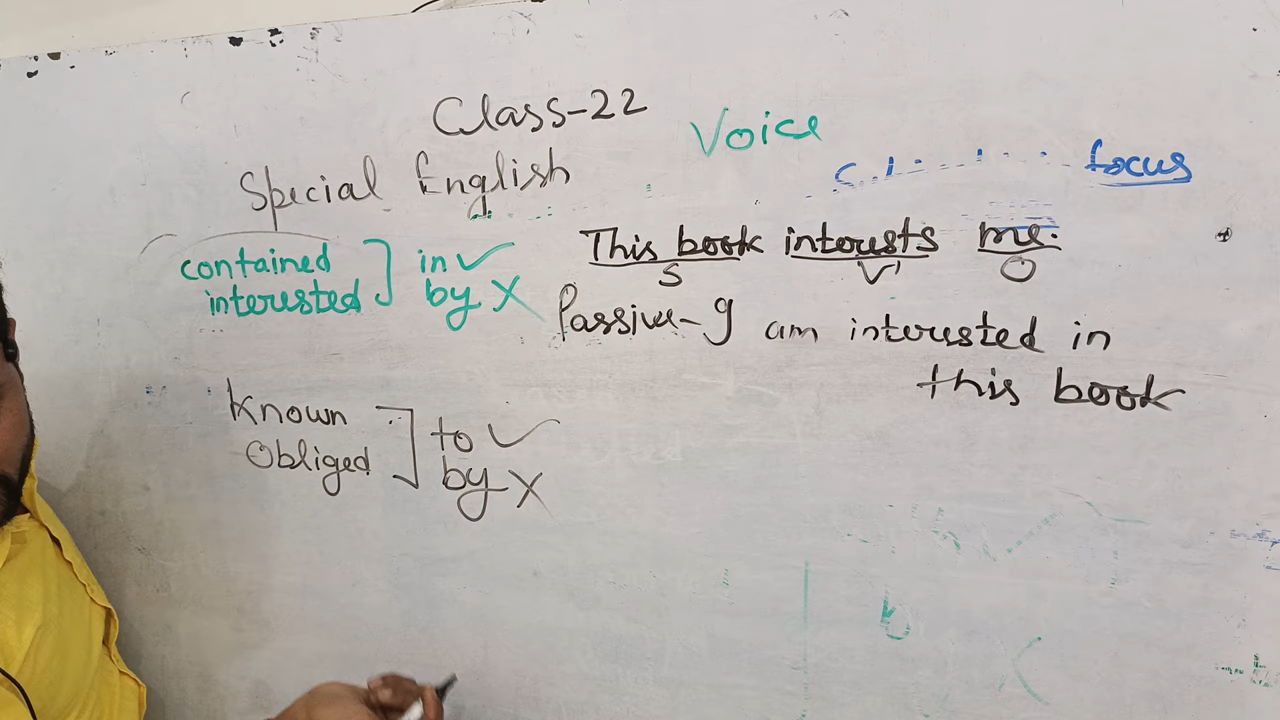 Class-22
Voice
Special English
focus
contained
interested
in ✓
by X
This book interests me.
S V' O
Passive - I am interested in
this book
Known
Obliged
to ✓
by X